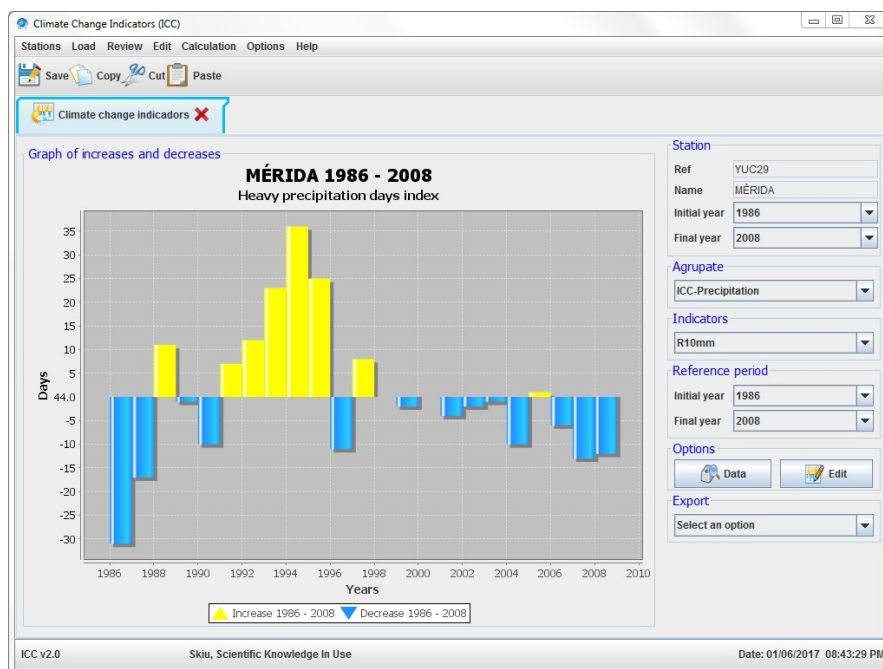 Climate Change Indicators (ICC)
Stations Load Review Edit Calculation Options Help
Save Copy Cut Paste
Climate change indicadors
Graph of increases and decreases
MÉRIDA 1986 - 2008
Heavy precipitation days index
Days
35
30
25
20
15
10
5
44.0
-5
-10
-15
-20
-25
-30
1986 1988 1990 1992 1994 1996 1998 2000 2002 2004 2006 2008 2010
Years
Increase 1986 - 2008 Decrease 1986 - 2008
Station
Ref YUC29
Name MÉRIDA
Initial year 1986
Final year 2008
Agrupate
ICC-Precipitation
Indicators
R10mm
Reference period
Initial year 1986
Final year 2008
Options
Data Edit
Export
Select an option
ICC v2.0 Skiu, Scientific Knowledge In Use Date: 01/06/2017 08:43:29 PM